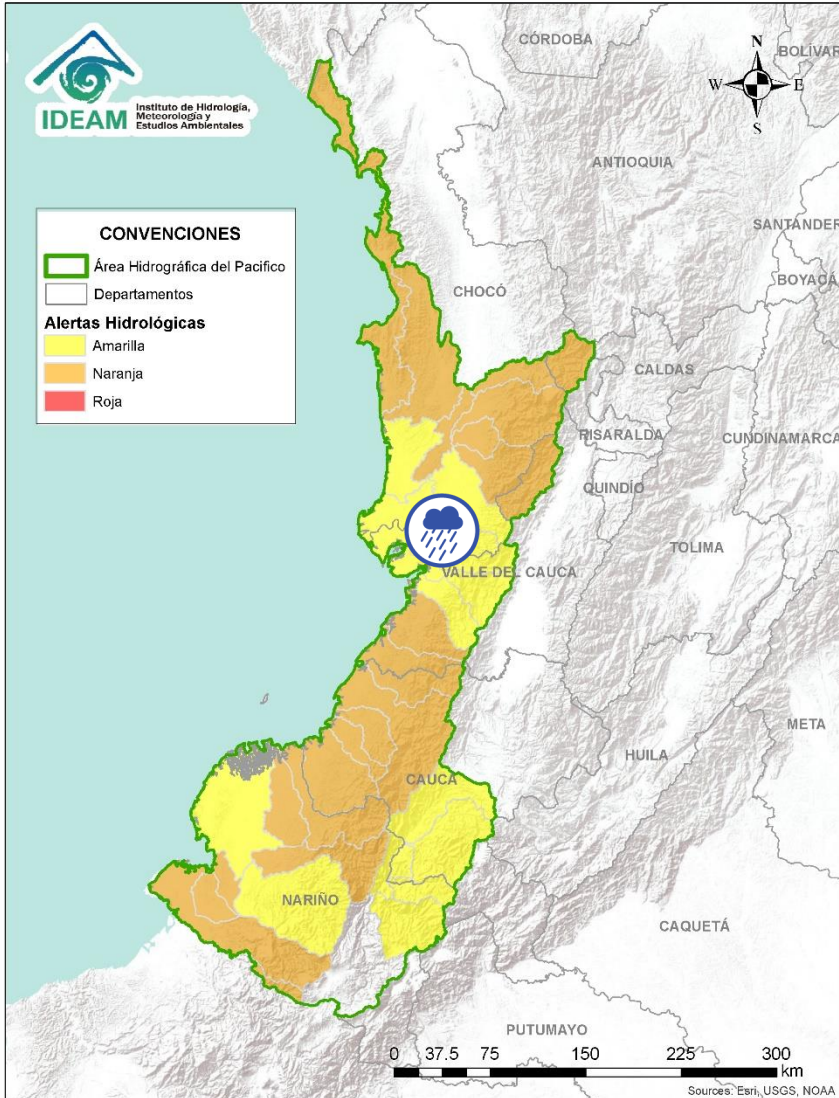 CÓRDOBA
BOLÍVAR
N
W
E
S
IDEAM
Instituto de Hidrología,
Meteorología y
Estudios Ambientales
ANTIOQUIA
SANTANDER
CONVENCIONES
Área Hidrográfica del Pacifico
Departamentos
Alertas Hidrológicas
Amarilla
Naranja
Roja
BOYACÁ
CHOCÓ
CALDAS
RISARALDA
CUNDINAMARCA
QUINDÍO
TOLIMA
VALLE DEL CAUCA
META
HUILA
CAUCA
NARIÑO
CAQUETÁ
PUTUMAYO
0 37.5 75 150 225 300
km
Sources: Esri, USGS, NOAA